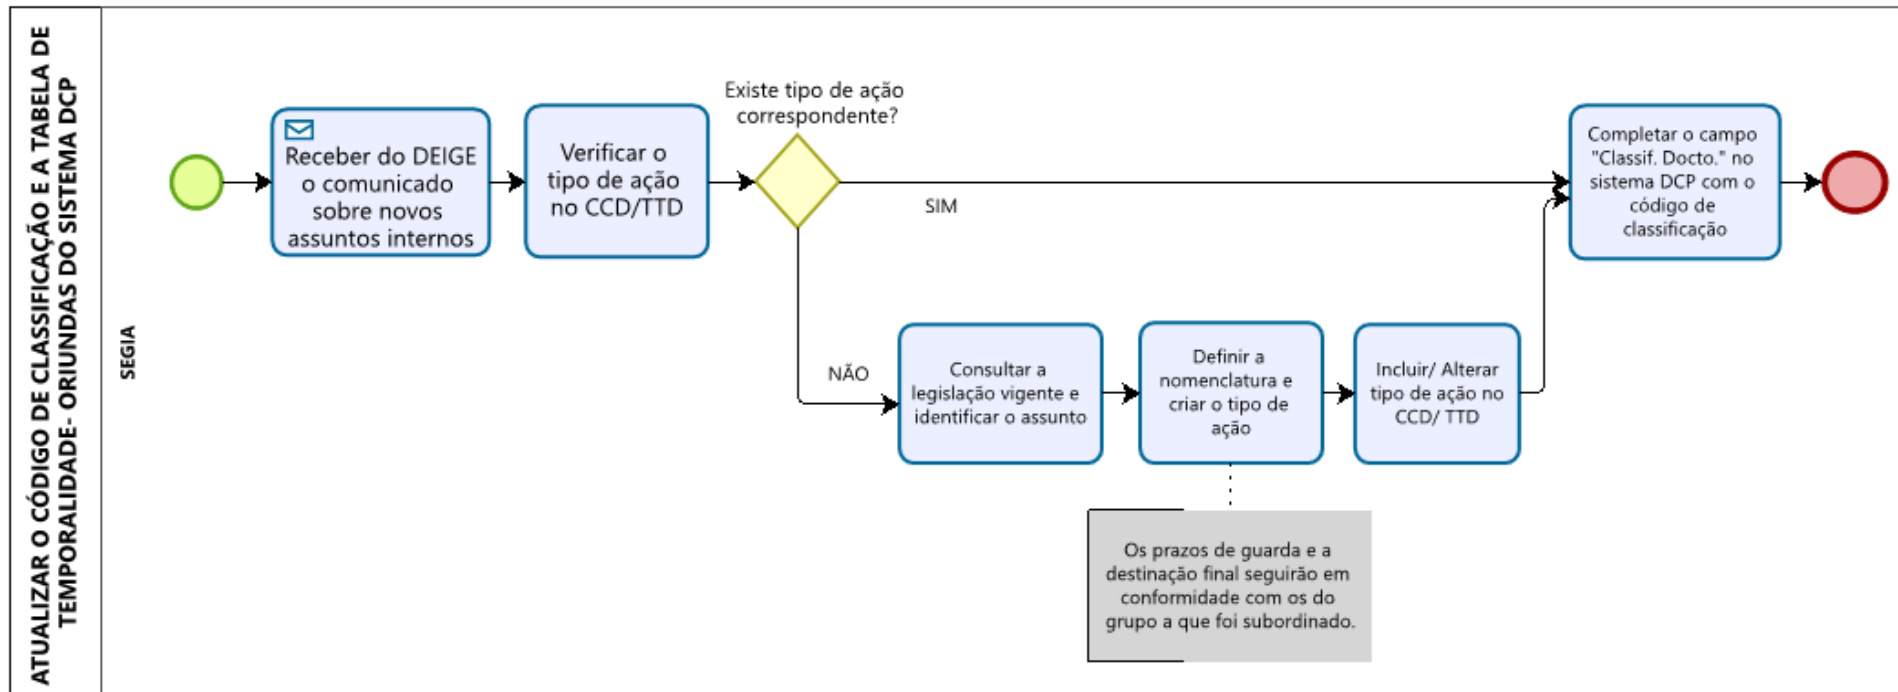 ATUALIZAR O CÓDIGO DE CLASSIFICAÇÃO E A TABELA DE
TEMPORALIDADE- ORIUNDAS DO SISTEMA DCP
SEGIA
Receber do DEIGE
o comunicado
sobre novos
assuntos internos
Verificar o
tipo de ação
no CCD/TTD
Existe tipo de ação
correspondente?
SIM
NÃO
Consultar a
legislação vigente e
identificar o assunto
Definir a
nomenclatura e
criar o tipo de
ação
Incluir/ Alterar
tipo de ação no
CCD/ TTD
Os prazos de guarda e a
destinação final seguirão em
conformidade com os do
grupo a que foi subordinado.
Completar o campo
"Classif. Docto." no
sistema DCP com o
código de
classificação